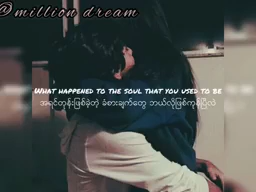 @million dream
What happened to the soul that you used to be
အရင်တုန်းဖြစ်ခဲ့တဲ့ ခံစားချက်တွေ ဘယ်လိုဖြစ်ကုန်ပြီလဲ